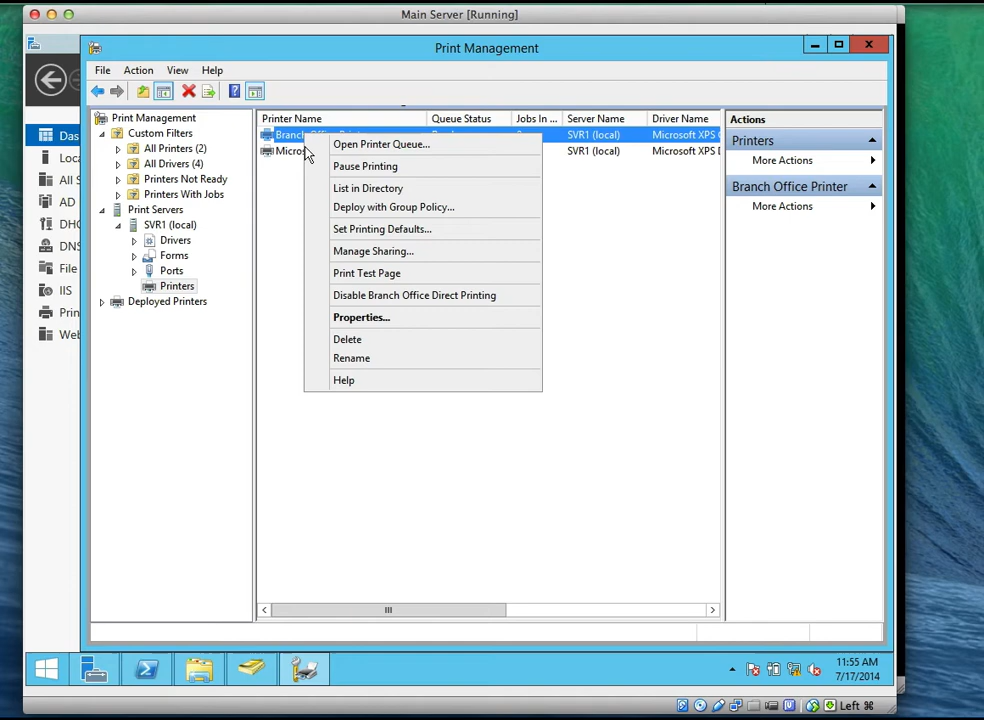 Main Server [Running]
Print Management
File Action View Help
Print Management
Custom Filters
All Printers (2)
All Drivers (4)
Printers Not Ready
Printers With Jobs
Print Servers
SVR1 (local)
Drivers
Forms
Ports
Printers
Deployed Printers
Printer Name Queue Status Jobs In ... Server Name Driver Name
SVR1 (local) Microsoft XPS
SVR1 (local) Microsoft XPS D
Open Printer Queue...
Pause Printing
List in Directory
Deploy with Group Policy...
Set Printing Defaults...
Manage Sharing...
Print Test Page
Disable Branch Office Direct Printing
Properties...
Delete
Rename
Help
Actions
Printers
More Actions
Branch Office Printer
More Actions
Das
Loca
All S
AD
DHC
DNS
File
IIS
Prin
Web
11:55 AM
7/17/2014
Left ⌘